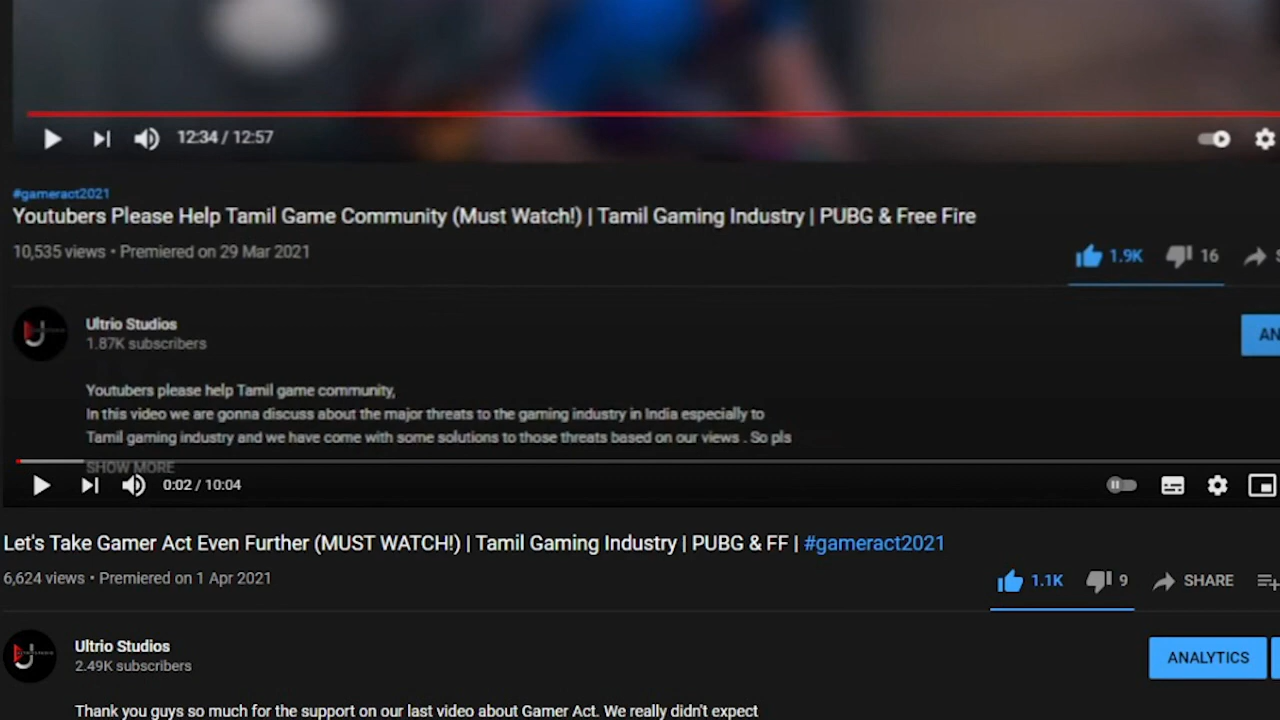 12:34 / 12:57
#gameract2021
Youtubers Please Help Tamil Game Community (Must Watch!) | Tamil Gaming Industry | PUBG & Free Fire
10,535 views • Premiered on 29 Mar 2021
1.9K 16 S
Ultrio Studios
1.87K subscribers
AN
Youtubers please help Tamil game community,
In this video we are gonna discuss about the major threats to the gaming industry in India especially to
Tamil gaming industry and we have come with some solutions to those threats based on our views . So pls
SHOW MORE
0:02 / 10:04
Let's Take Gamer Act Even Further (MUST WATCH!) | Tamil Gaming Industry | PUBG & FF | #gameract2021
6,624 views • Premiered on 1 Apr 2021
1.1K 9 SHARE
Ultrio Studios
2.49K subscribers
ANALYTICS
Thank you guys so much for the support on our last video about Gamer Act. We really didn't expect